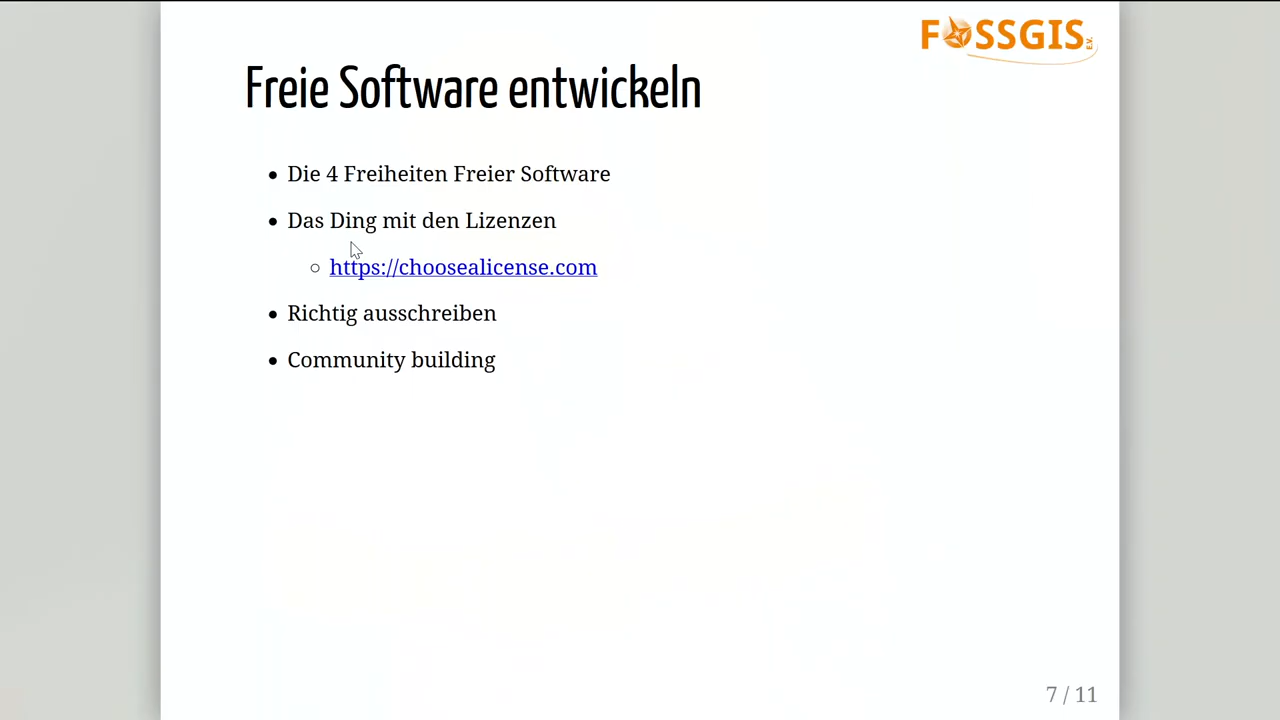 FOSSGIS e.V.
Freie Software entwickeln
Die 4 Freiheiten Freier Software
Das Ding mit den Lizenzen
https://choosealicense.com
Richtig ausschreiben
Community building
7 / 11